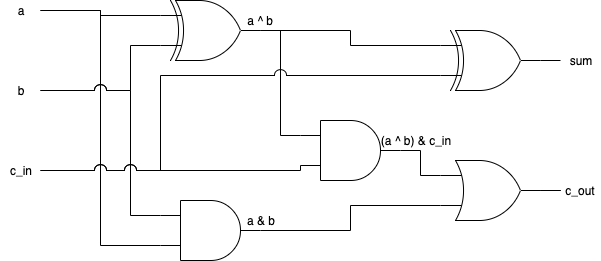 a
a ^ b
sum
b
(a ^ b) & c_in
c_in
c_out
a & b